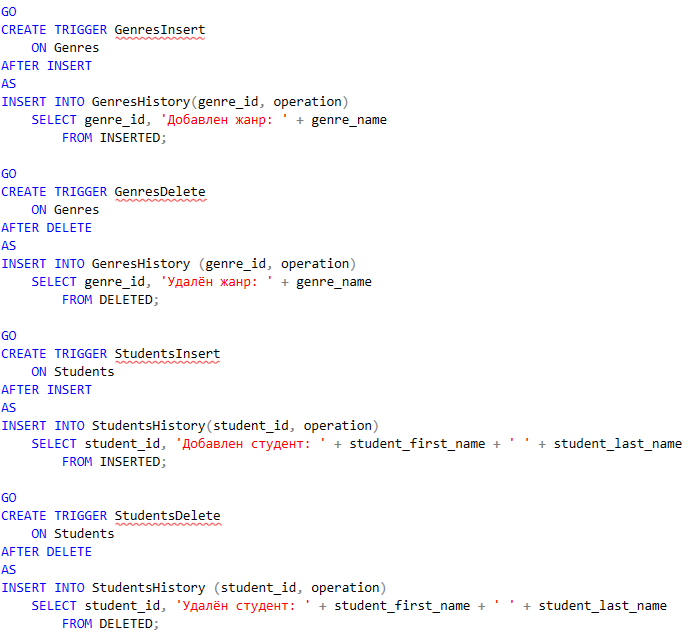 GO
CREATE TRIGGER GenresInsert
    ON Genres
AFTER INSERT
AS
INSERT INTO GenresHistory(genre_id, operation)
    SELECT genre_id, 'Добавлен жанр: ' + genre_name
        FROM INSERTED;

GO
CREATE TRIGGER GenresDelete
    ON Genres
AFTER DELETE
AS
INSERT INTO GenresHistory (genre_id, operation)
    SELECT genre_id, 'Удалён жанр: ' + genre_name
        FROM DELETED;

GO
CREATE TRIGGER StudentsInsert
    ON Students
AFTER INSERT
AS
INSERT INTO StudentsHistory(student_id, operation)
    SELECT student_id, 'Добавлен студент: ' + student_first_name + ' ' + student_last_name
        FROM INSERTED;

GO
CREATE TRIGGER StudentsDelete
    ON Students
AFTER DELETE
AS
INSERT INTO StudentsHistory (student_id, operation)
    SELECT student_id, 'Удалён студент: ' + student_first_name + ' ' + student_last_name
        FROM DELETED;